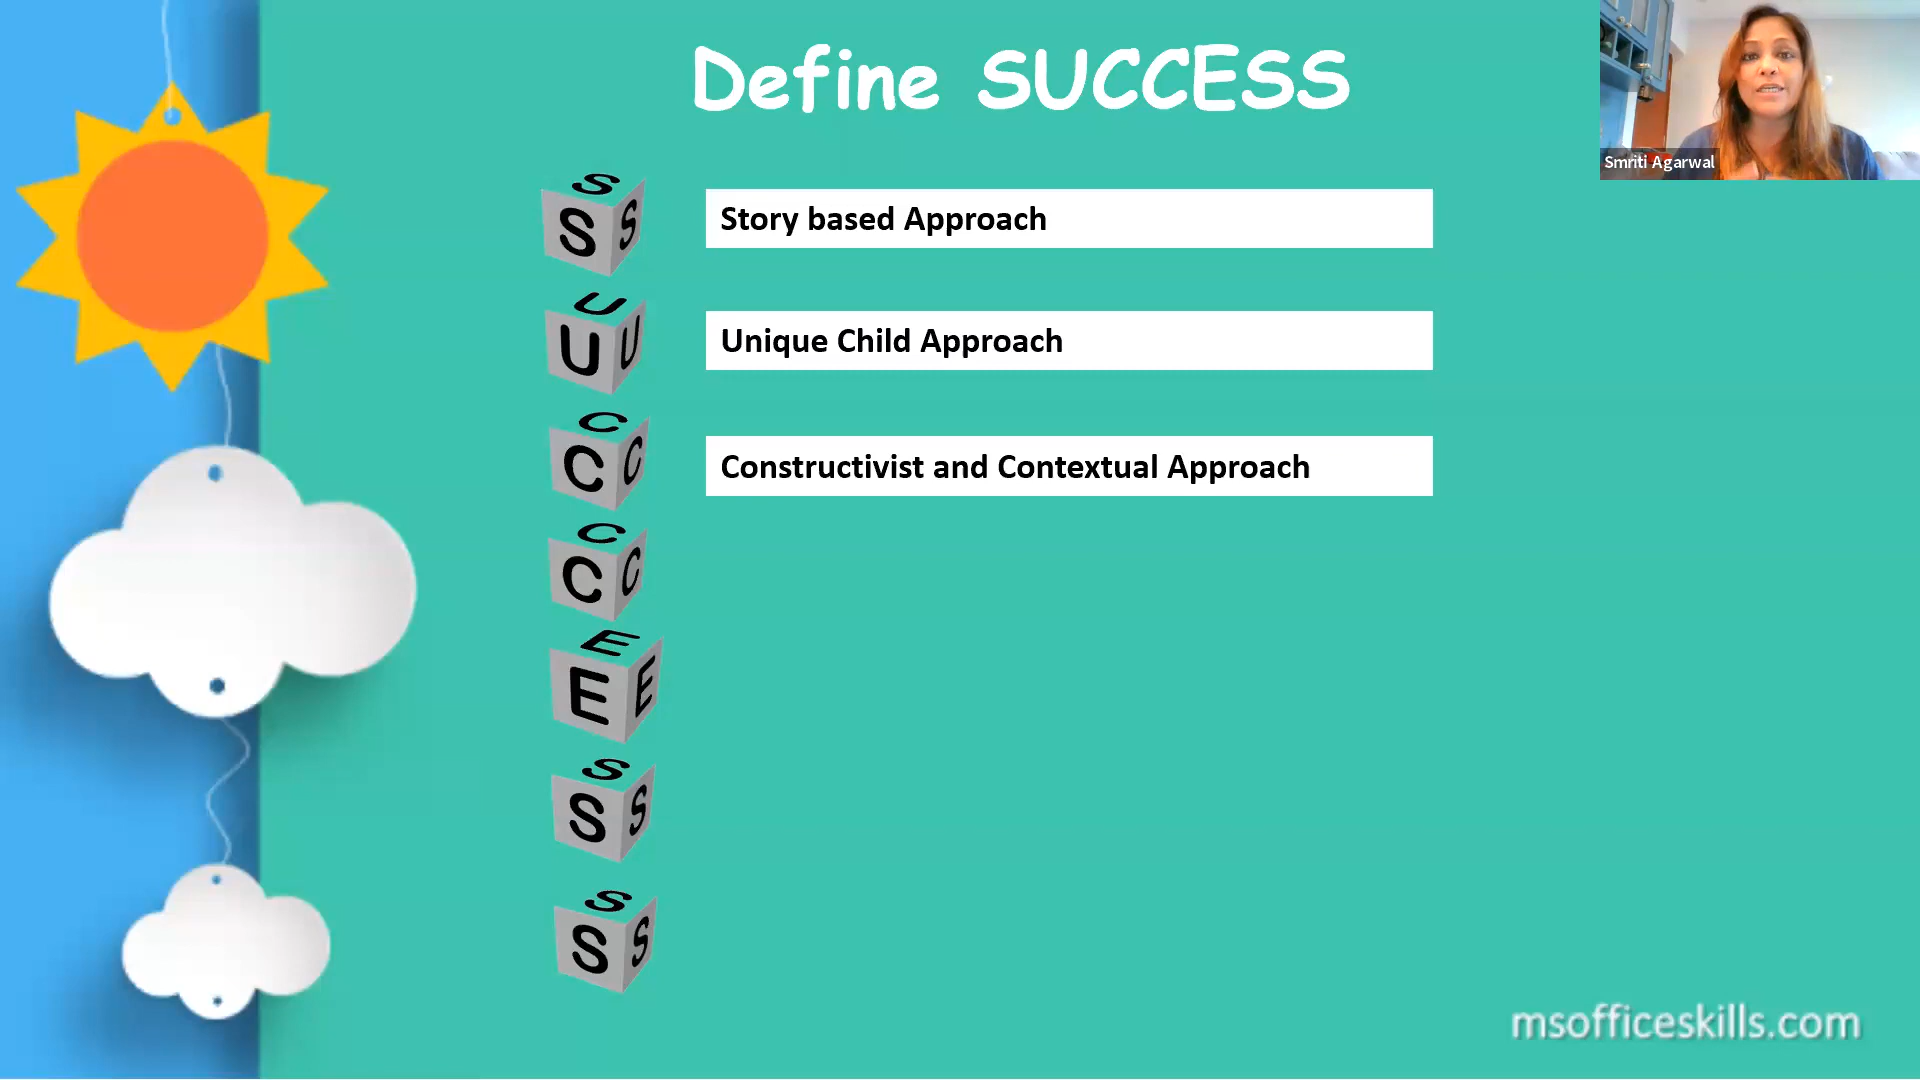 Define SUCCESS
Smriti Agarwal
S S S
Story based Approach
U U U
Unique Child Approach
C C C
Constructivist and Contextual Approach
C C C
E E E
S S S
S S S
msofficeskills.com